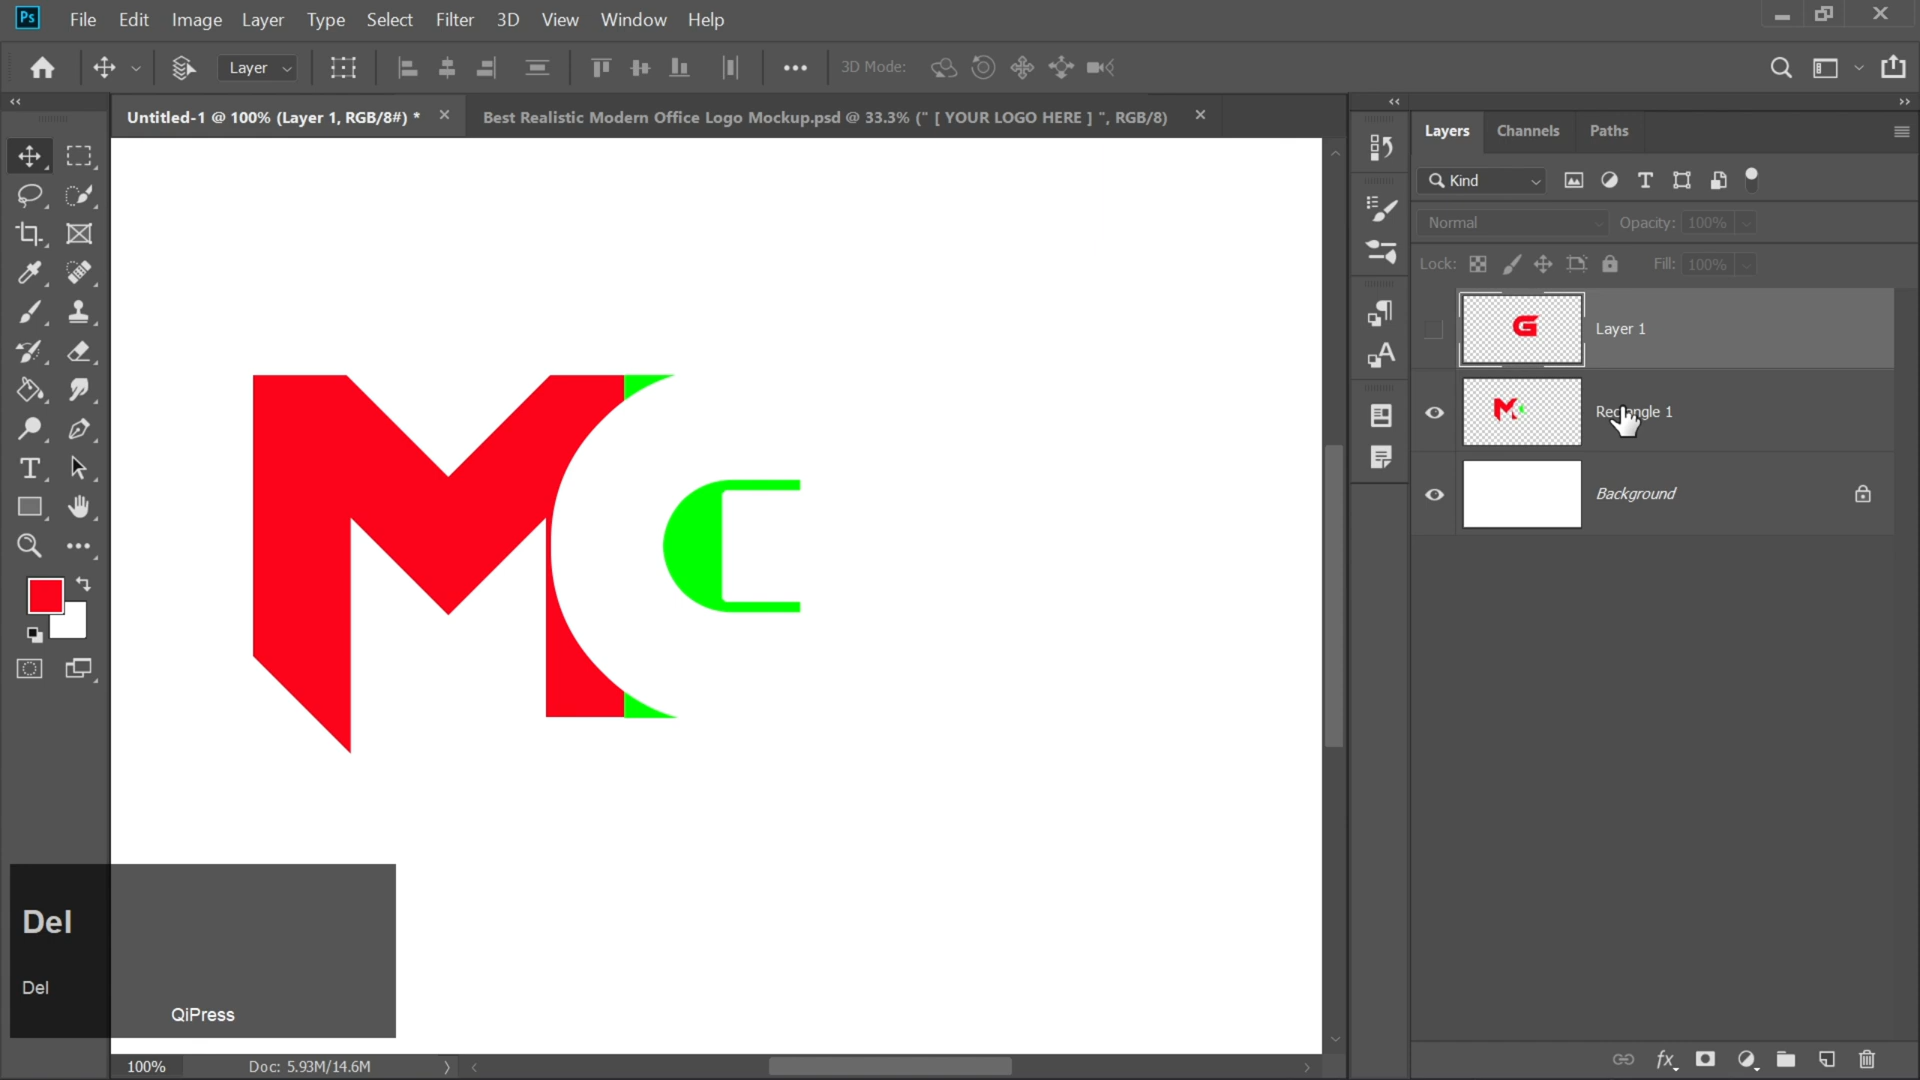 Ps File Edit Image Layer Type Select Filter 3D View Window Help
Layer 3D Mode:
Untitled-1 @ 100% (Layer 1, RGB/8#) * Best Realistic Modern Office Logo Mockup.psd @ 33.3% (" [ YOUR LOGO HERE ] ", RGB/8)
Layers Channels Paths
Kind
Normal Opacity: 100%
Lock: Fill: 100%
G Layer 1
Rectangle 1
Background
M
Del
Del
QiPress
100% Doc: 5.93M/14.6M